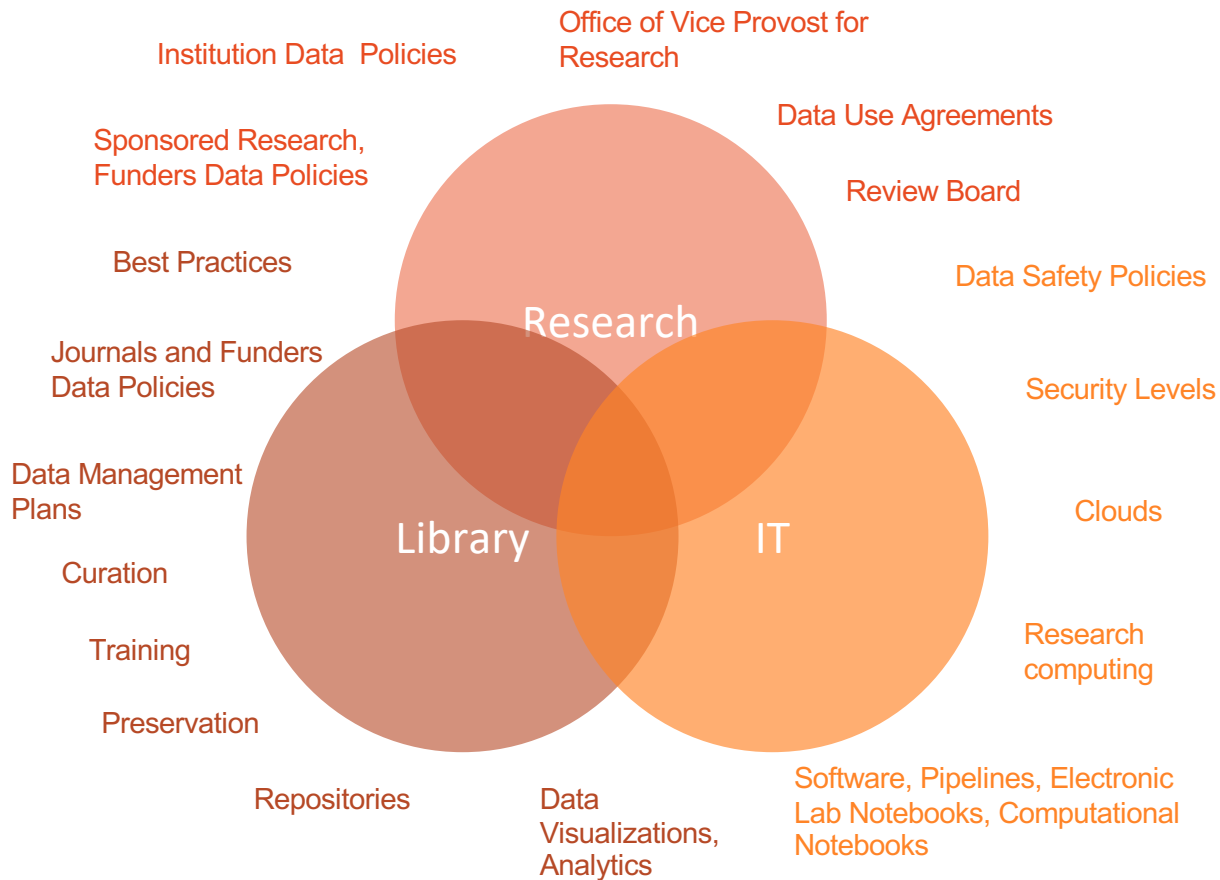 Office of Vice Provost for
Research
Institution Data  Policies
Data Use Agreements
Sponsored Research,
Funders Data Policies
Review Board
Best Practices
Data Safety Policies
Research
Journals and Funders
Data Policies
Security Levels
Data Management
Plans
Clouds
Library
IT
Curation
Training
Research
computing
Preservation
Repositories
Data
Visualizations,
Analytics
Software, Pipelines, Electronic
Lab Notebooks, Computational
Notebooks